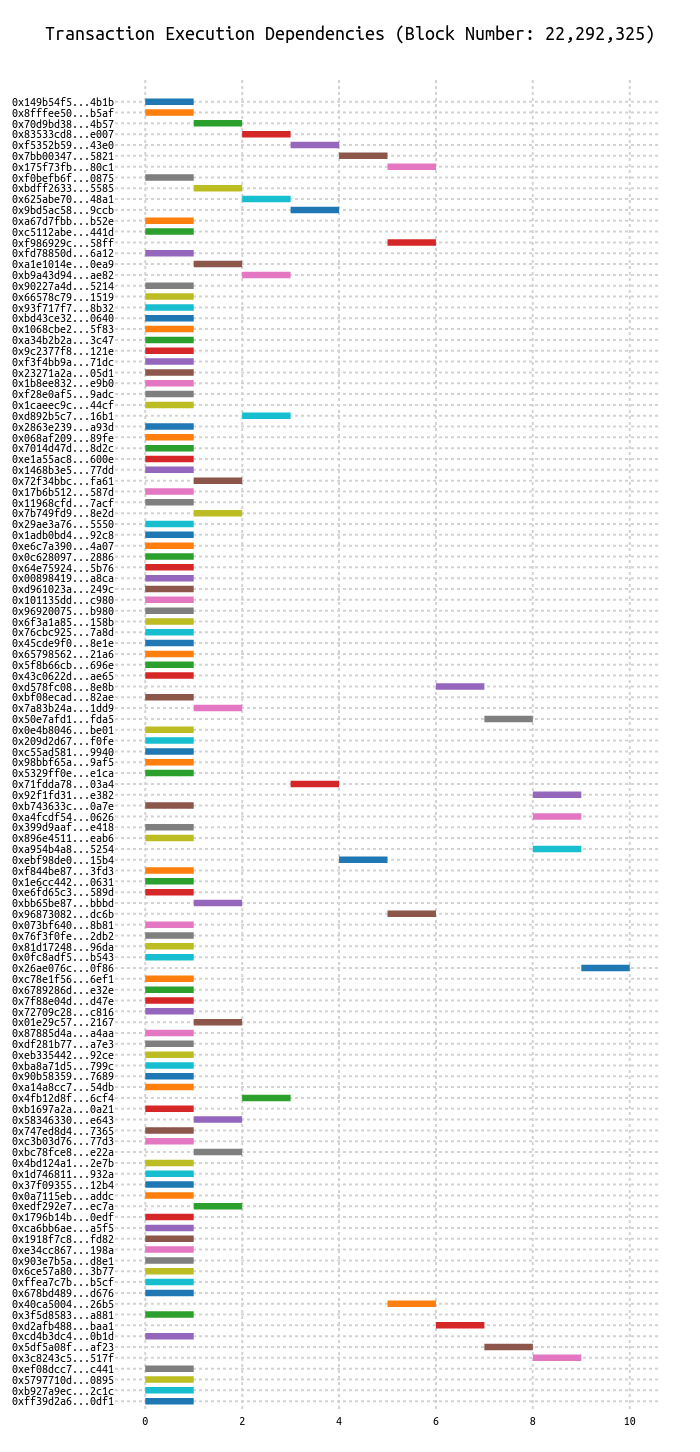 Transaction Execution Dependencies (Block Number: 22,292,325)
0x149b54f5...4b1b
0x8fffee50...b5af
0x70d9bd38...4b57
0x83533cd8...e007
0xf5352b59...43e0
0x7bb00347...5821
0x175f73fb...80c1
0xf0befb6f...0875
0xbdff2633...5585
0x625abe70...48a1
0x9bd5ac58...9ccb
0xa67d7fbb...b52e
0xc5112abe...441d
0xf986929c...58ff
0xfd78850d...6a12
0xa1e1014e...0ea9
0xb9a43d94...ae82
0x90227a4d...5214
0x66578c79...1519
0x93f717f7...8b32
0xbd43ce32...0640
0x1068cbe2...5f83
0xa34b2b2a...3c47
0x9c2377f8...121e
0xf3f4bb9a...71dc
0x23271a2a...05d1
0x1b8ee832...e9b0
0xf28e0af5...9adc
0x1caeec9c...44cf
0xd892b5c7...16b1
0x2863e239...a93d
0x068af209...89fe
0x7014d47d...8d2c
0xe1a55ac8...600e
0x1468b3e5...77dd
0x72f34bbc...fa61
0x17b6b512...587d
0x11968cfd...7acf
0x7b749fd9...8e2d
0x29ae3a76...5550
0x1adb0bd4...92c8
0xe6c7a390...4a07
0x0c628097...2886
0x64e75924...5b76
0x00898419...a8ca
0xd961023a...249c
0x101135dd...c980
0x96920075...b980
0x6f3a1a85...158b
0x76cbc925...7a8d
0x45cde9f0...8e1e
0x65798562...21a6
0x5f8b66cb...696e
0x43c0622d...ae65
0xd578fc08...8e8b
0xbf08ecad...82ae
0x7a83b24a...1dd9
0x50e7afd1...fda5
0x0e4b8046...be01
0x209d2d67...f0fe
0xc55ad581...9940
0x98bbf65a...9af5
0x5329ff0e...e1ca
0x71fdda78...03a4
0x92f1fd31...e382
0xb743633c...0a7e
0xa4fcdf54...0626
0x399d9aaf...e418
0x896e4511...eab6
0xa954b4a8...5254
0xebf98de0...15b4
0xf844be87...3fd3
0x1e6cc442...0631
0xe6fd65c3...589d
0xbb65be87...bbbd
0x96873082...dc6b
0x073bf640...8b81
0x76f3f0fe...2db2
0x81d17248...96da
0x0fc8adf5...b543
0x26ae076c...0f86
0xc78e1f56...6ef1
0x6789286d...e32e
0x7f88e04d...d47e
0x72709c28...c816
0x01e29c57...2167
0x87885d4a...a4aa
0xdf281b77...a7e3
0xeb335442...92ce
0xba8a71d5...799c
0x90b58359...7689
0xa14a8cc7...54db
0x4fb12d8f...6cf4
0xb1697a2a...0a21
0x58346330...e643
0x747ed8d4...7365
0xc3b03d76...77d3
0xbc78fce8...e22a
0x4bd124a1...2e7b
0x1d746811...932a
0x37f09355...12b4
0x0a7115eb...addc
0xedf292e7...ec7a
0x1796b14b...0edf
0xca6bb6ae...a5f5
0x1918f7c8...fd82
0xe34cc867...198a
0x903e7b5a...d8e1
0x6ce57a80...3b77
0xffea7c7b...b5cf
0x678bd489...d676
0x40ca5004...26b5
0x3f5d8583...a881
0xd2afb488...baa1
0xcd4b3dc4...0b1d
0x5df5a08f...af23
0x3c8243c5...517f
0xef08dcc7...c441
0x5797710d...0895
0xb927a9ec...2c1c
0xff39d2a6...0df1
0 2 4 6 8 10